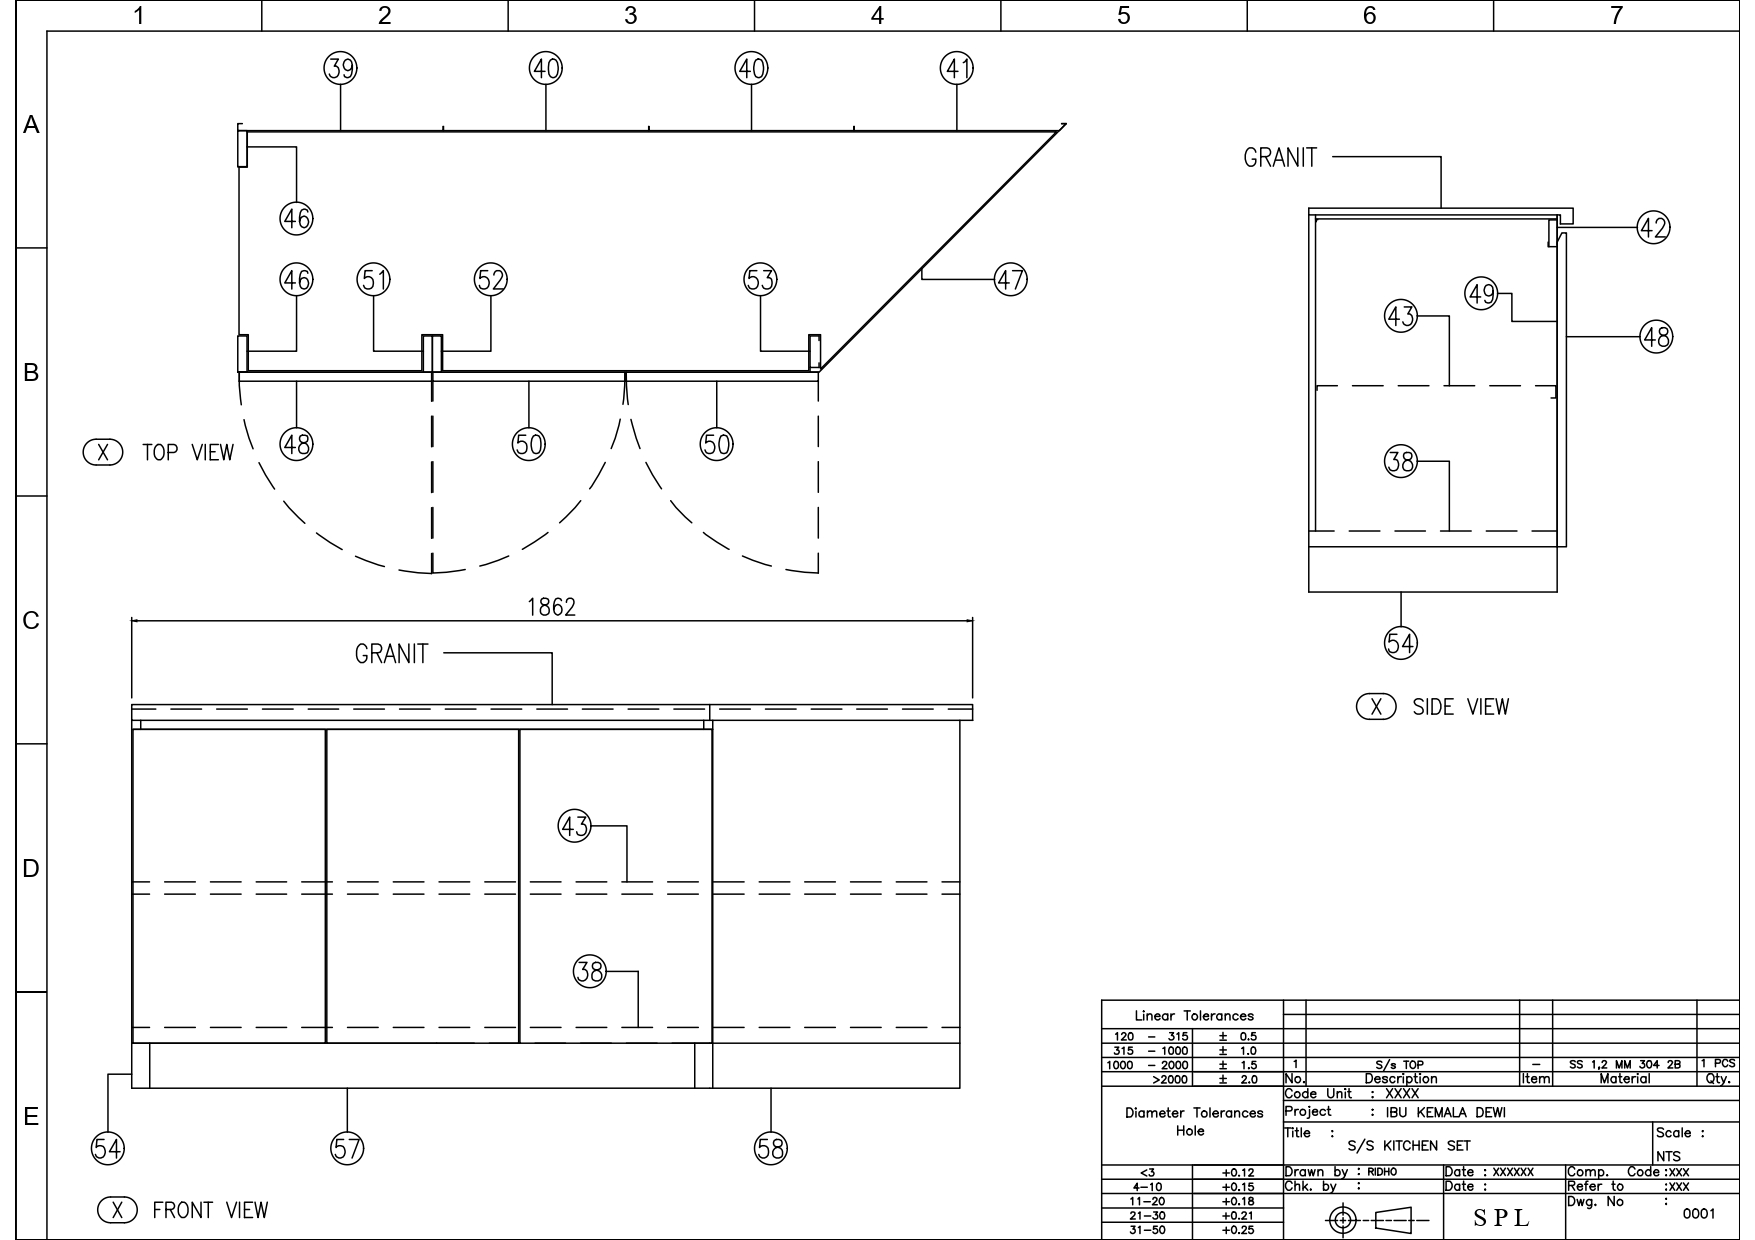 1 2 3 4 5 6 7
A
B
C
D
E
39 40 40 41
46
46 51 52 53 47
48 50 50
X TOP VIEW
GRANIT
42
49
43
48
38
54
X SIDE VIEW
1862
GRANIT
43
38
54 57 58
X FRONT VIEW
Linear Tolerances
120 - 315 ± 0.5
315 - 1000 ± 1.0
1000 - 2000 ± 1.5
>2000 ± 2.0
Diameter Tolerances
Hole
<3 +0.12
4-10 +0.15
11-20 +0.18
21-30 +0.21
31-50 +0.25
1 S/s TOP - SS 1,2 MM 304 2B 1 PCS
No. Description Item Material Qty.
Code Unit : XXXX
Project : IBU KEMALA DEWI
Title :
S/S KITCHEN SET
Scale :
NTS
Drawn by : RIDHO Date : XXXXXX Comp. Code :XXX
Chk. by : Date : Refer to :XXX
SPL
Dwg. No :
0001